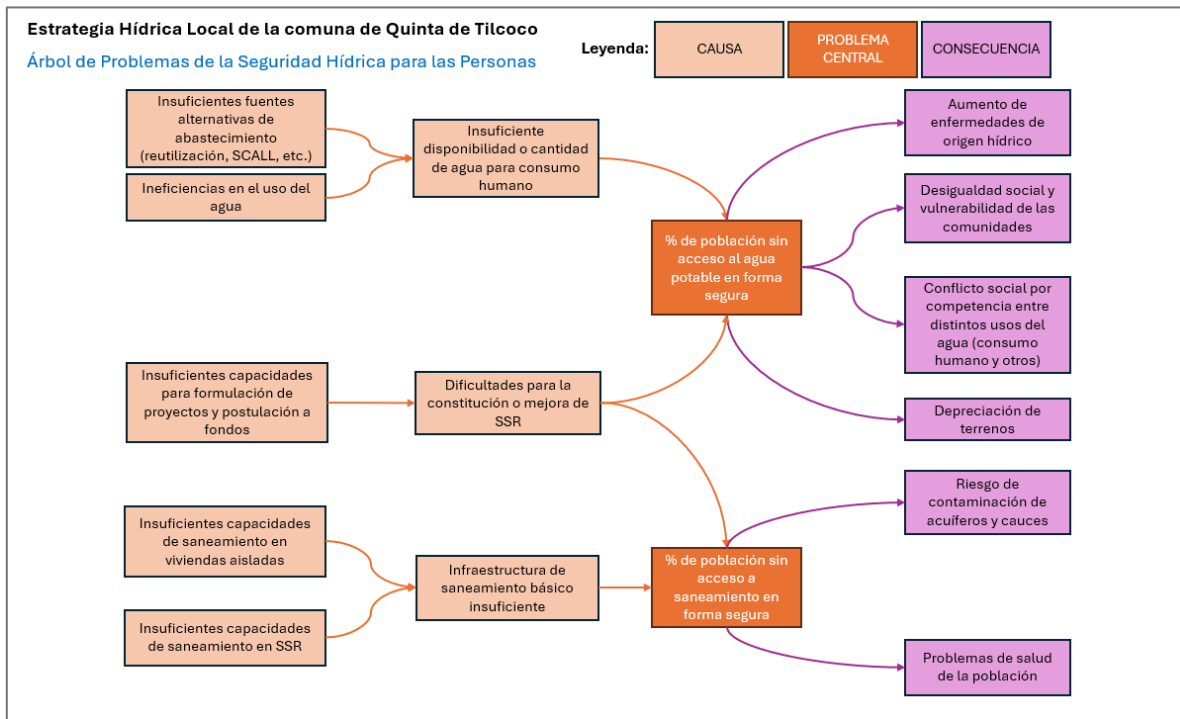 Estrategia Hídrica Local de la comuna de Quinta de Tilcoco
Árbol de Problemas de la Seguridad Hídrica para las Personas
Leyenda:
CAUSA
PROBLEMA
CENTRAL
CONSECUENCIA
Insuficientes fuentes
alternativas de
abastecimiento
(reutilización, SCALL, etc.)
Ineficiencias en el uso del
agua
Insuficiente
disponibilidad o cantidad
de agua para consumo
humano
Insuficientes capacidades
para formulación de
proyectos y postulación a
fondos
Dificultades para la
constitución o mejora de
SSR
Insuficientes capacidades
de saneamiento en
viviendas aisladas
Insuficientes capacidades
de saneamiento en SSR
Infraestructura de
saneamiento básico
insuficiente
% de población sin
acceso al agua
potable en forma
segura
% de población sin
acceso a
saneamiento en
forma segura
Aumento de
enfermedades de
origen hídrico
Desigualdad social y
vulnerabilidad de las
comunidades
Conflicto social por
competencia entre
distintos usos del
agua (consumo
humano y otros)
Depreciación de
terrenos
Riesgo de
contaminación de
acuíferos y cauces
Problemas de salud
de la población